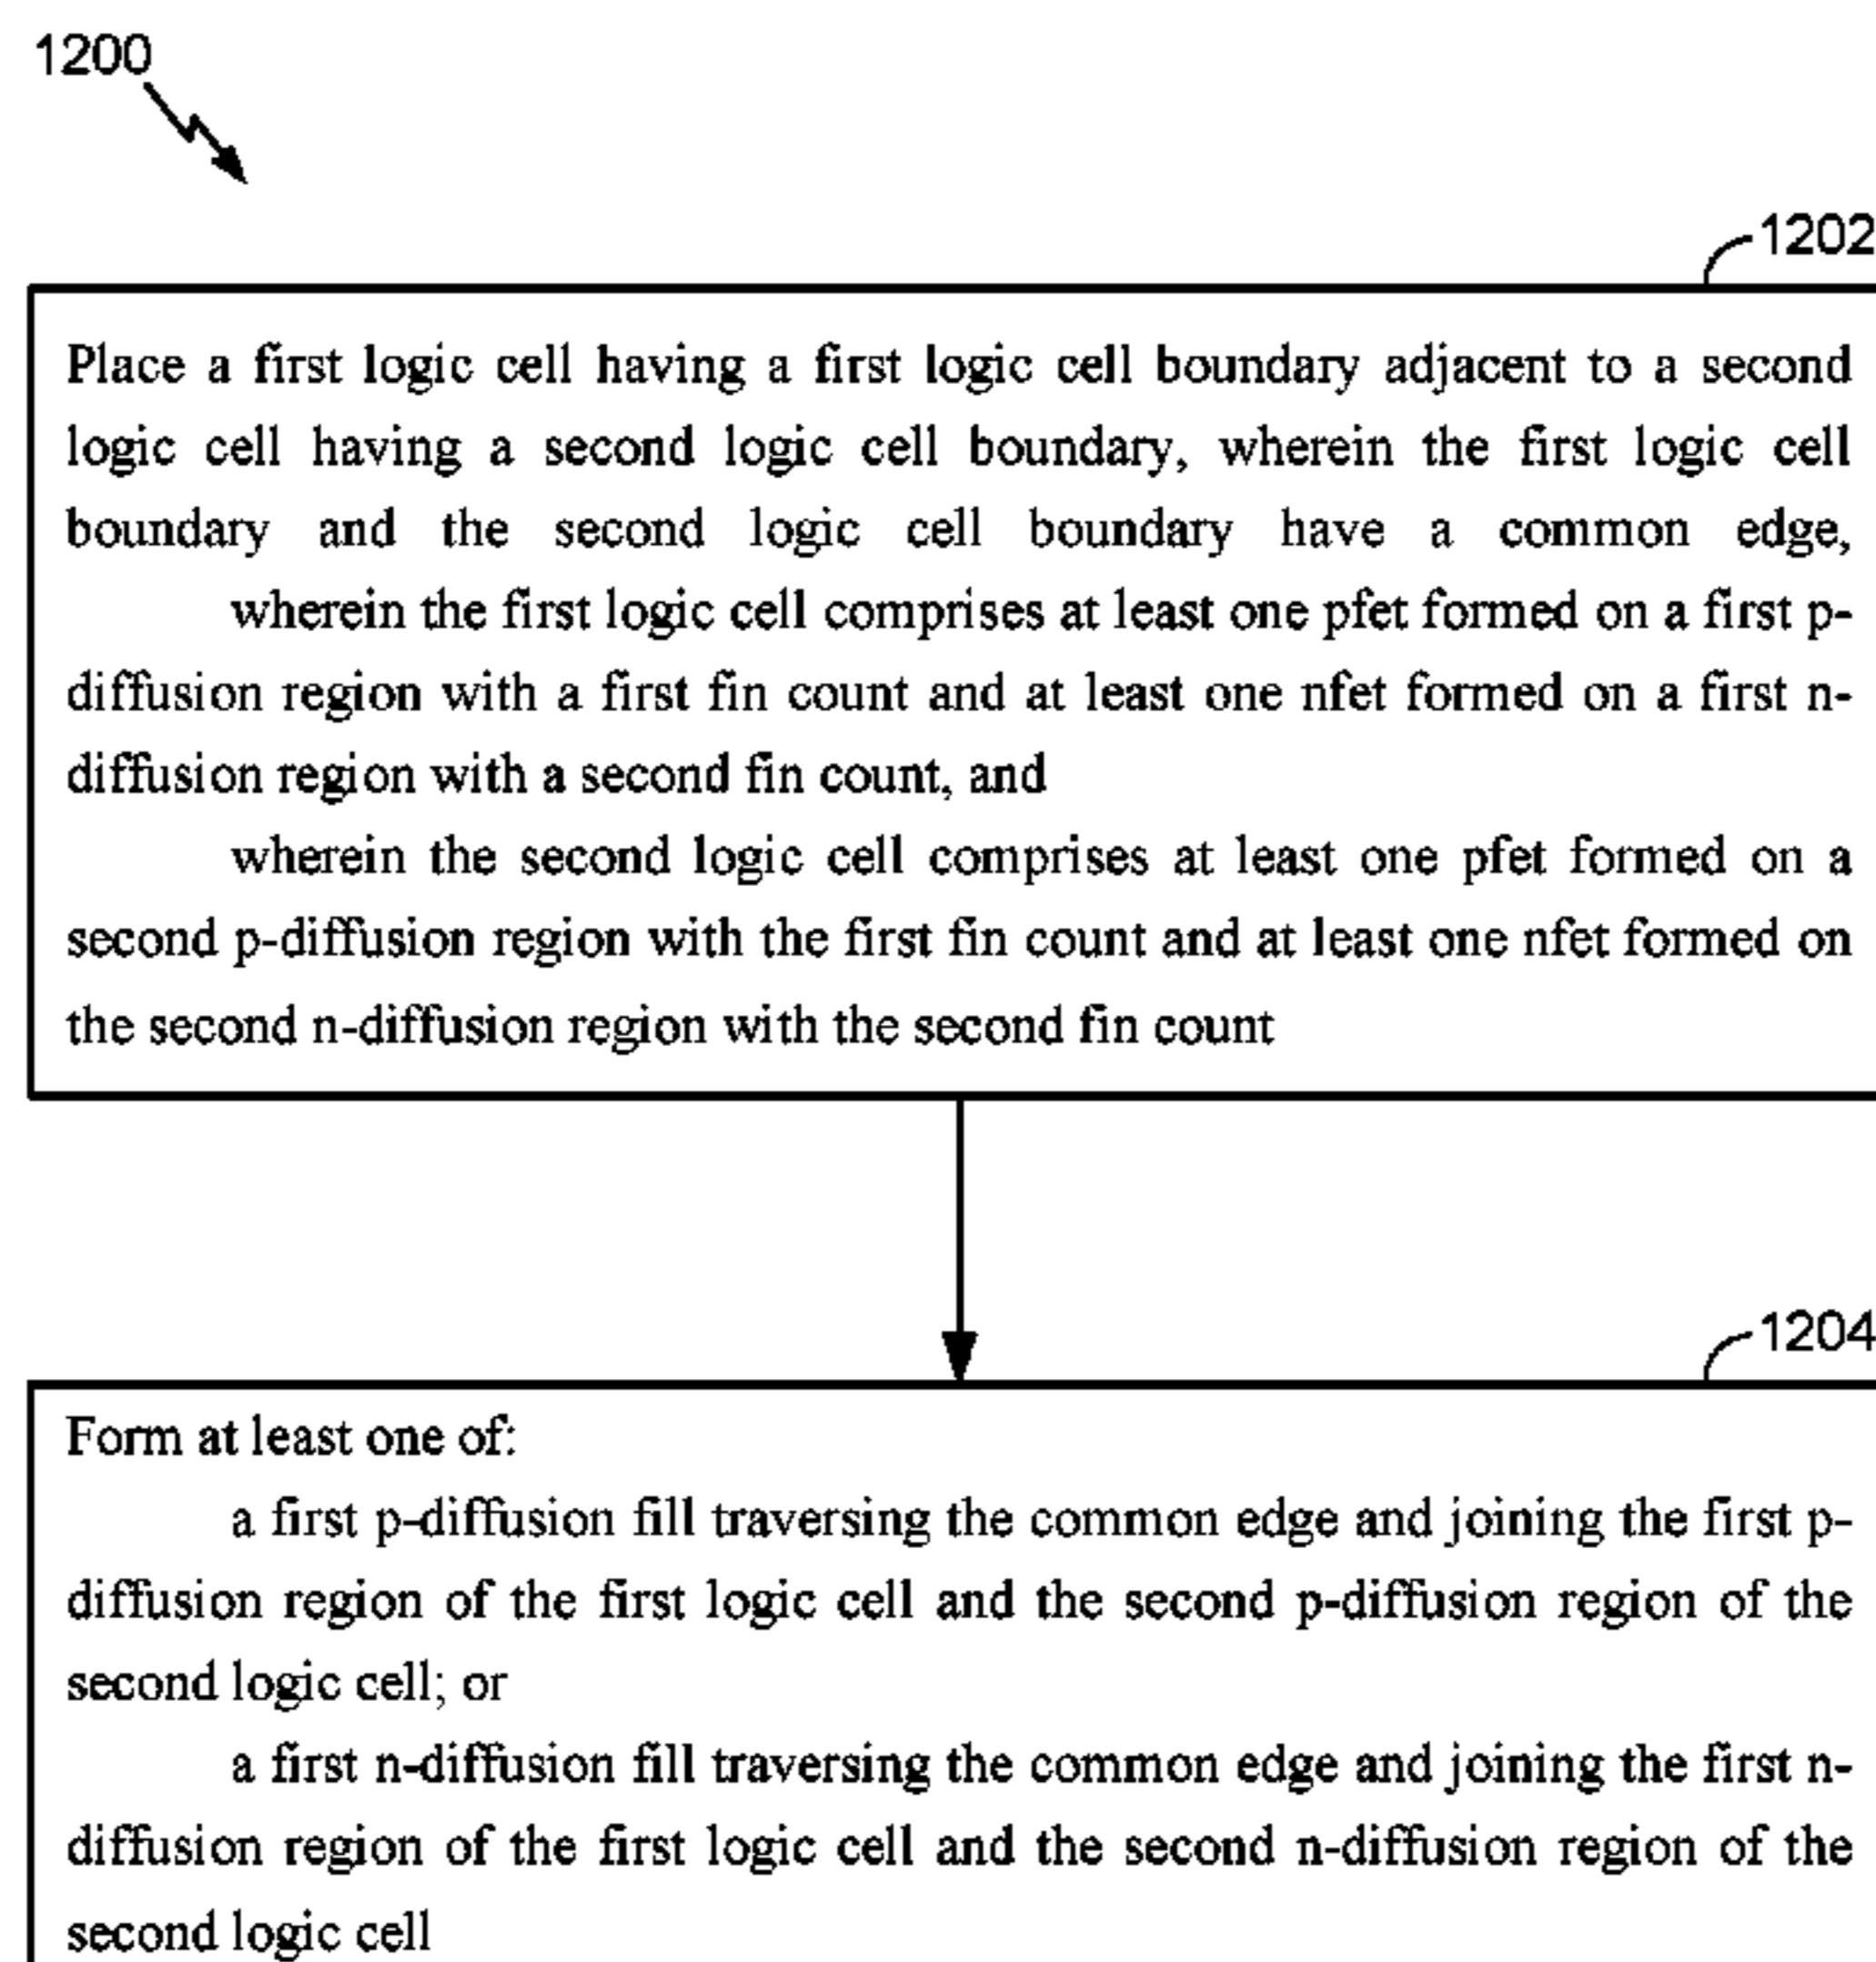 1200
1202
Place a first logic cell having a first logic cell boundary adjacent to a second
logic cell having a second logic cell boundary, wherein the first logic cell
boundary and the second logic cell boundary have a common edge,
wherein the first logic cell comprises at least one pfet formed on a first p-
diffusion region with a first fin count and at least one nfet formed on a first n-
diffusion region with a second fin count, and
wherein the second logic cell comprises at least one pfet formed on a
second p-diffusion region with the first fin count and at least one nfet formed on
the second n-diffusion region with the second fin count
1204
Form at least one of:
a first p-diffusion fill traversing the common edge and joining the first p-
diffusion region of the first logic cell and the second p-diffusion region of the
second logic cell; or
a first n-diffusion fill traversing the common edge and joining the first n-
diffusion region of the first logic cell and the second n-diffusion region of the
second logic cell